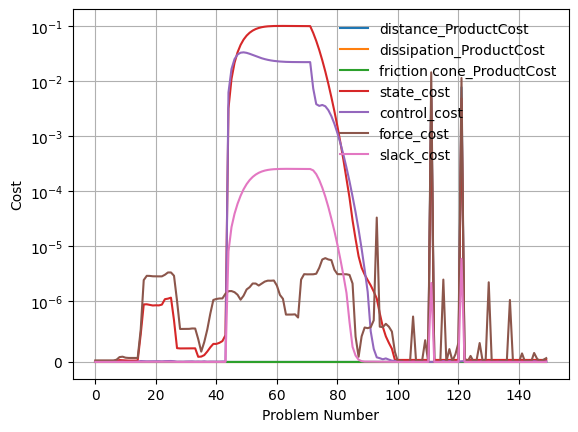 10⁻¹
10⁻²
10⁻³
10⁻⁴
10⁻⁵
10⁻⁶
0
Cost
distance_ProductCost
dissipation_ProductCost
friction cone_ProductCost
state_cost
control_cost
force_cost
slack_cost
0 20 40 60 80 100 120 140
Problem Number